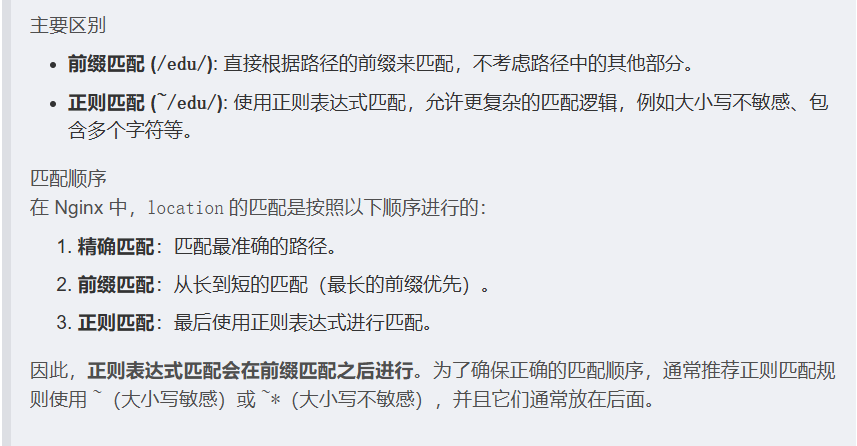 主要区别
• 前缀匹配 (/edu/): 直接根据路径的前缀来匹配，不考虑路径中的其他部分。
• 正则匹配 (~/edu/): 使用正则表达式匹配，允许更复杂的匹配逻辑，例如大小写不敏感、包
含多个字符等。
匹配顺序
在 Nginx 中，location 的匹配是按照以下顺序进行的：
1. 精确匹配：匹配最准确的路径。
2. 前缀匹配：从长到短的匹配（最长的前缀优先）。
3. 正则匹配：最后使用正则表达式进行匹配。
因此，正则表达式匹配会在前缀匹配之后进行。为了确保正确的匹配顺序，通常推荐正则匹配规
则使用 ~（大小写敏感）或 ~*（大小写不敏感），并且它们通常放在后面。